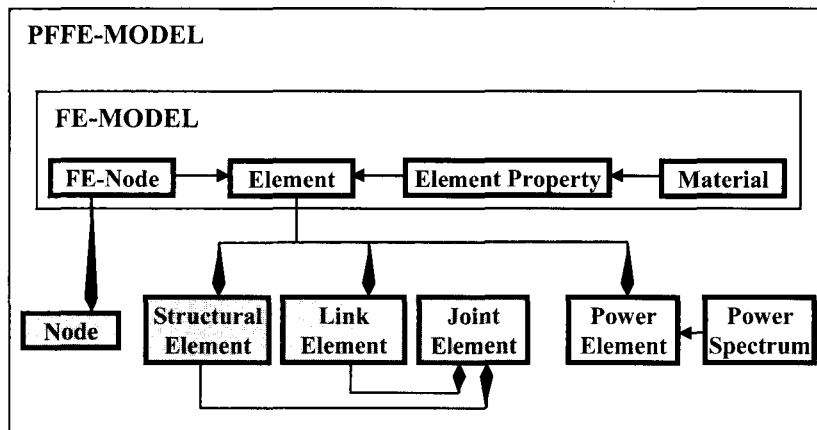 PFFE-MODEL
FE-MODEL
FE-Node
Element
Element Property
Material
Node
Structural
Element
Link
Element
Joint
Element
Power
Element
Power
Spectrum